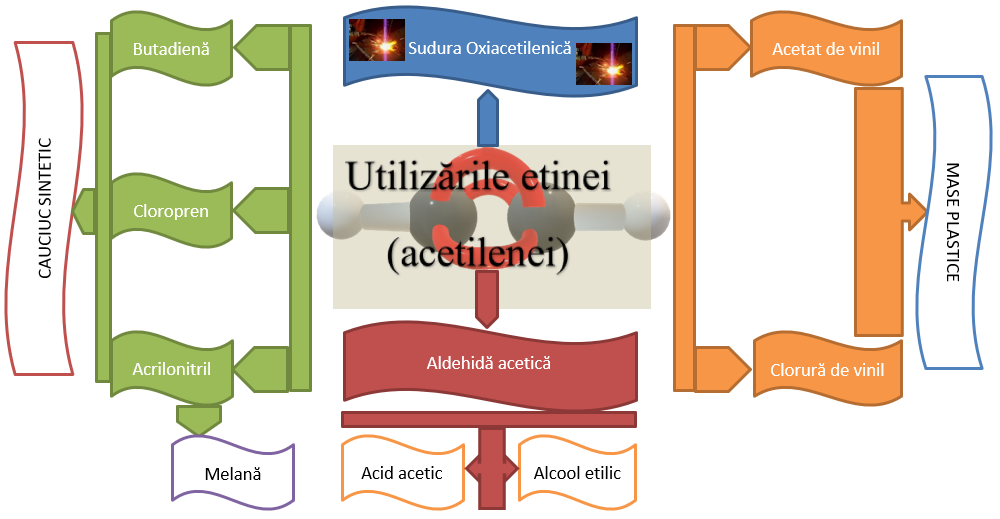 Utilizările etinei
(acetilenei)
Sudura Oxiacetilenică
Butadienă
Cloropren
Acrilonitril
CAUCIUC SINTETIC
Melană
Aldehidă acetică
Acid acetic
Alcool etilic
Acetat de vinil
Clorură de vinil
MASE PLASTICE